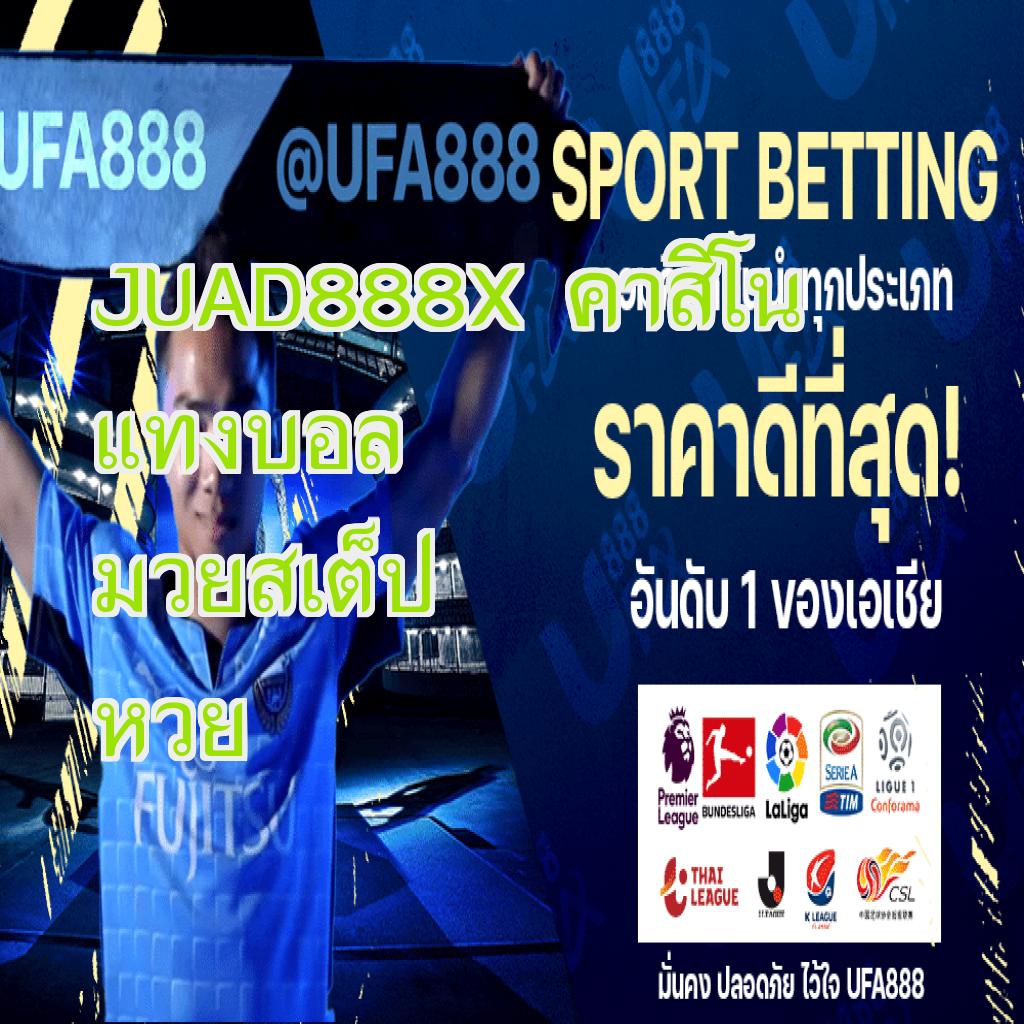 UFA888
@UFA888
SPORT BETTING
JUAD888X คาสิโน
ทุกประเภท
แทงบอล
ราคาดีที่สุด!
มวยสเต็ป
อันดับ 1 ของเอเชีย
หวย
FUJITSU
Premier
League
BUNDESLIGA
LaLiga
SERIE A
TIM
LIGUE 1
Conforama
THAI
LEAGUE
J.LEAGUE
K LEAGUE
CSL
มั่นคง ปลอดภัย ไว้ใจ UFA888